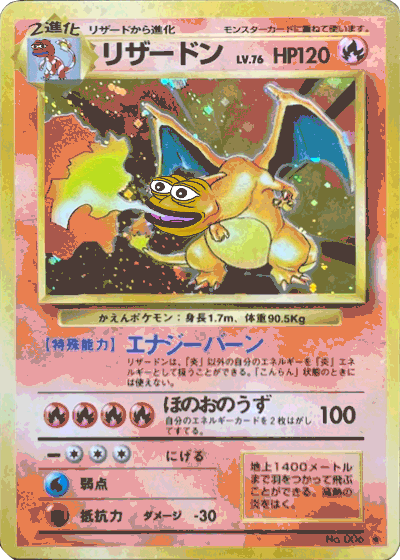 2進化 リザードから進化 モンスターカードに重ねて使います。
リザードン LV.76 HP120
かえんポケモン：身長1.7m、体重90.5Kg
【特殊能力】エナジーバーン
リザードンは、「炎」以外の自分のエネルギーを「炎」エネ
ルギーとして扱うことができる。「こんらん」状態のときに
は使えない。
ほのおのうず 100
自分のエネルギーカードを2枚はが
してすてる。
にげる
弱点
抵抗力 ダメージ -30
地上1400メートル
まで羽をつかって飛ぶ
ことができる。高熱の
炎をはく。
No.006